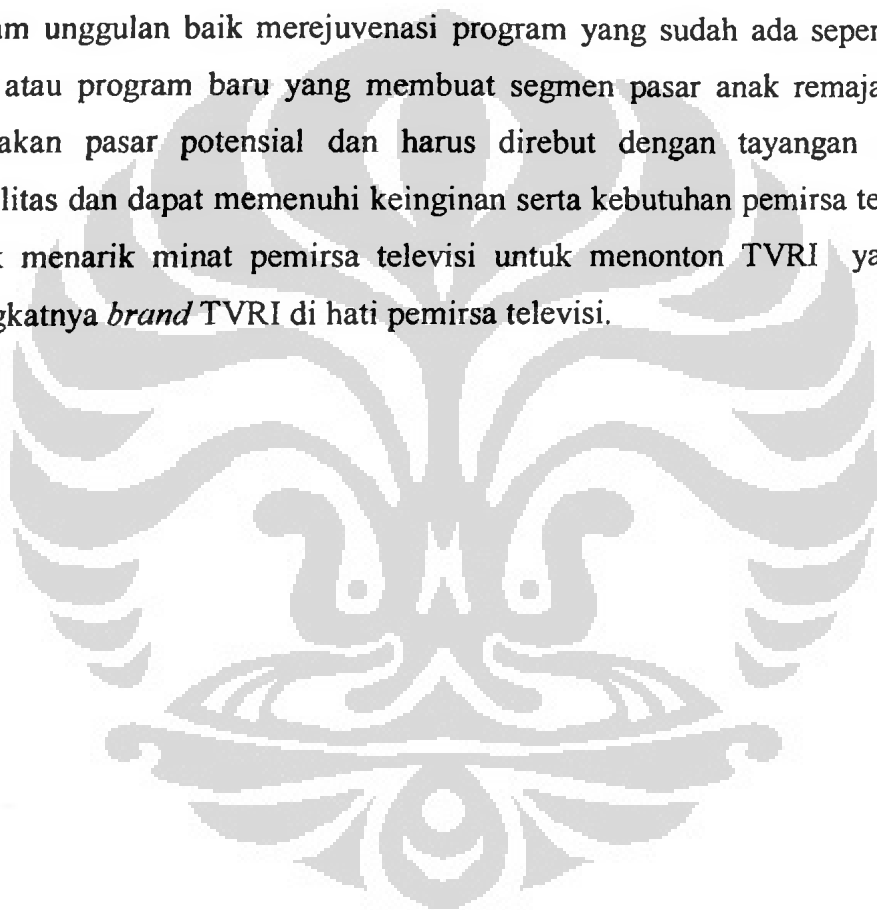 am unggulan baik merejuvenasi program yang sudah ada seper
atau program baru yang membuat segmen pasar anak remaja
akan pasar potensial dan harus direbut dengan tayangan
litas dan dapat memenuhi keinginan serta kebutuhan pemirsa te
menarik minat pemirsa televisi untuk menonton TVRI ya
gkatnya brand TVRI di hati pemirsa televisi.